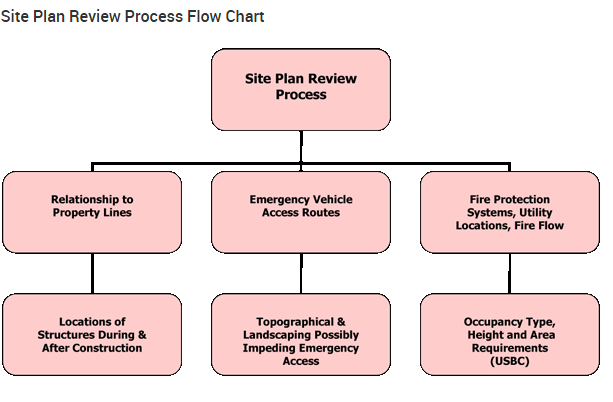 Site Plan Review Process Flow Chart
Site Plan Review
Process
Relationship to
Property Lines
Emergency Vehicle
Access Routes
Fire Protection
Systems, Utility
Locations, Fire Flow
Locations of
Structures During &
After Construction
Topographical &
Landscaping Possibly
Impeding Emergency
Access
Occupancy Type,
Height and Area
Requirements
(USBC)